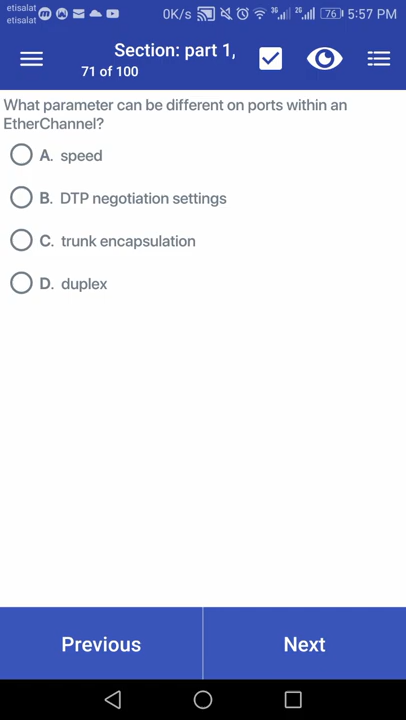 etisalat
etisalat
0K/s 3G 2G 76 5:57 PM
Section: part 1,
71 of 100
What parameter can be different on ports within an
EtherChannel?
A. speed
B. DTP negotiation settings
C. trunk encapsulation
D. duplex
Previous Next